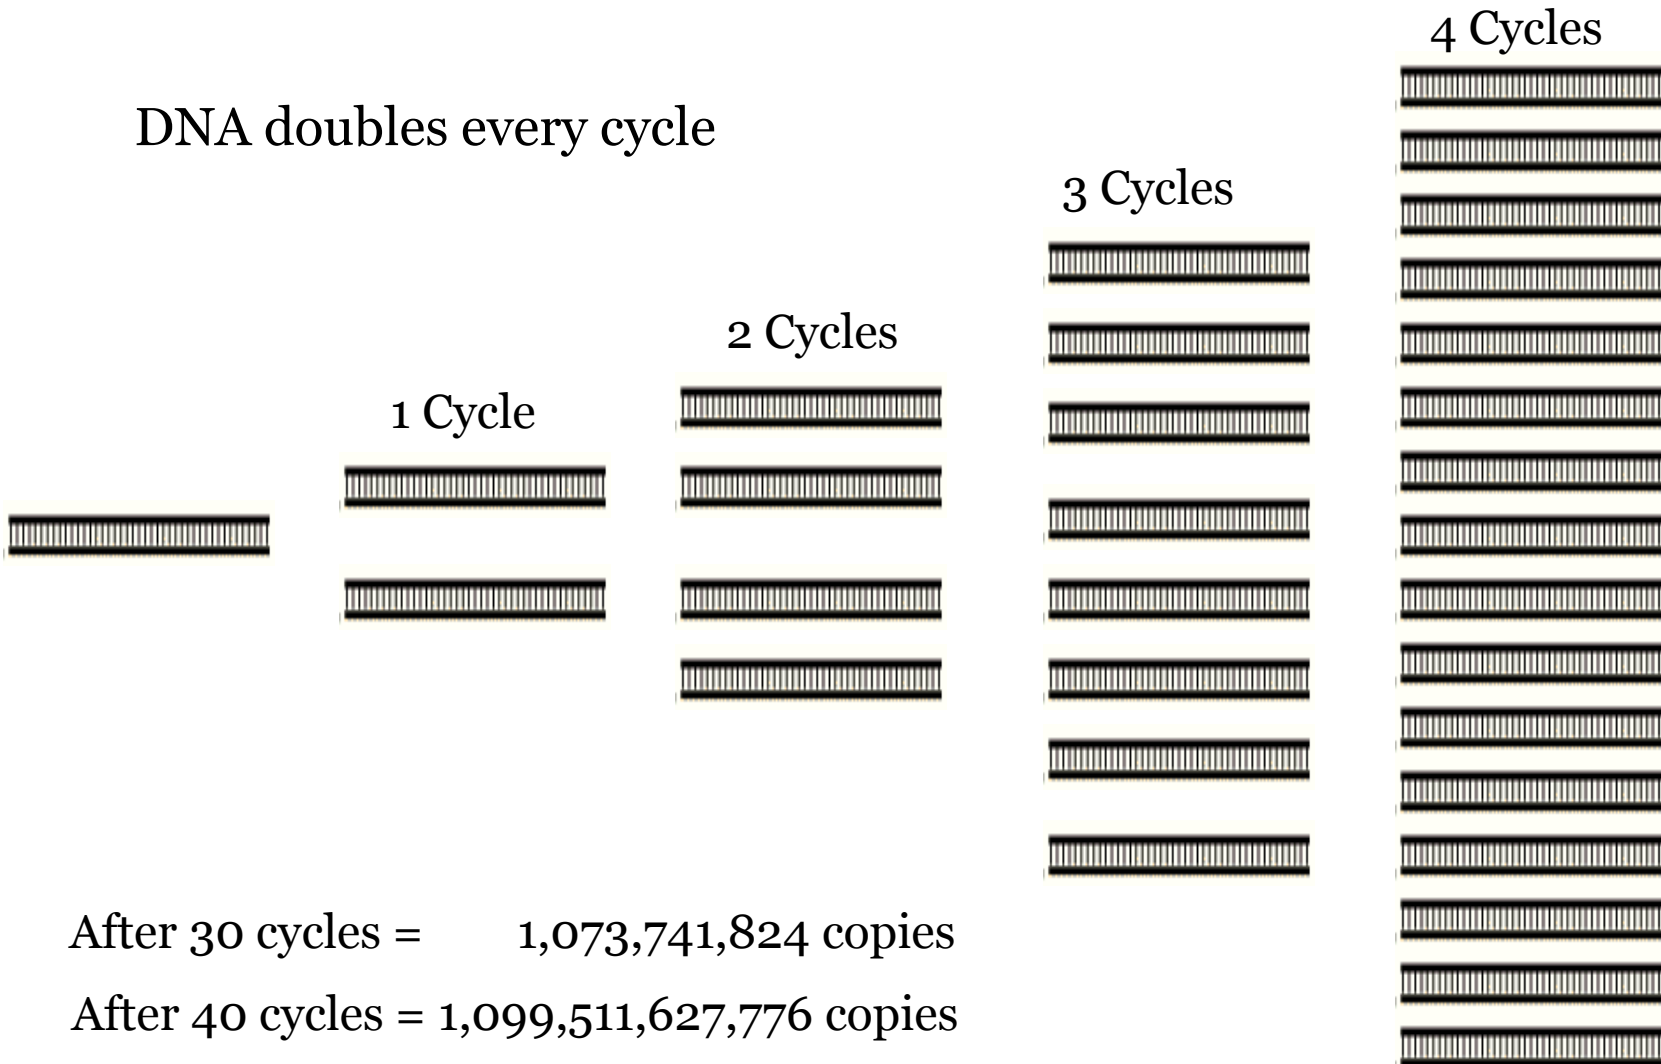 DNA doubles every cycle
1 Cycle
2 Cycles
3 Cycles
4 Cycles
After 30 cycles = 1,073,741,824 copies
After 40 cycles = 1,099,511,627,776 copies